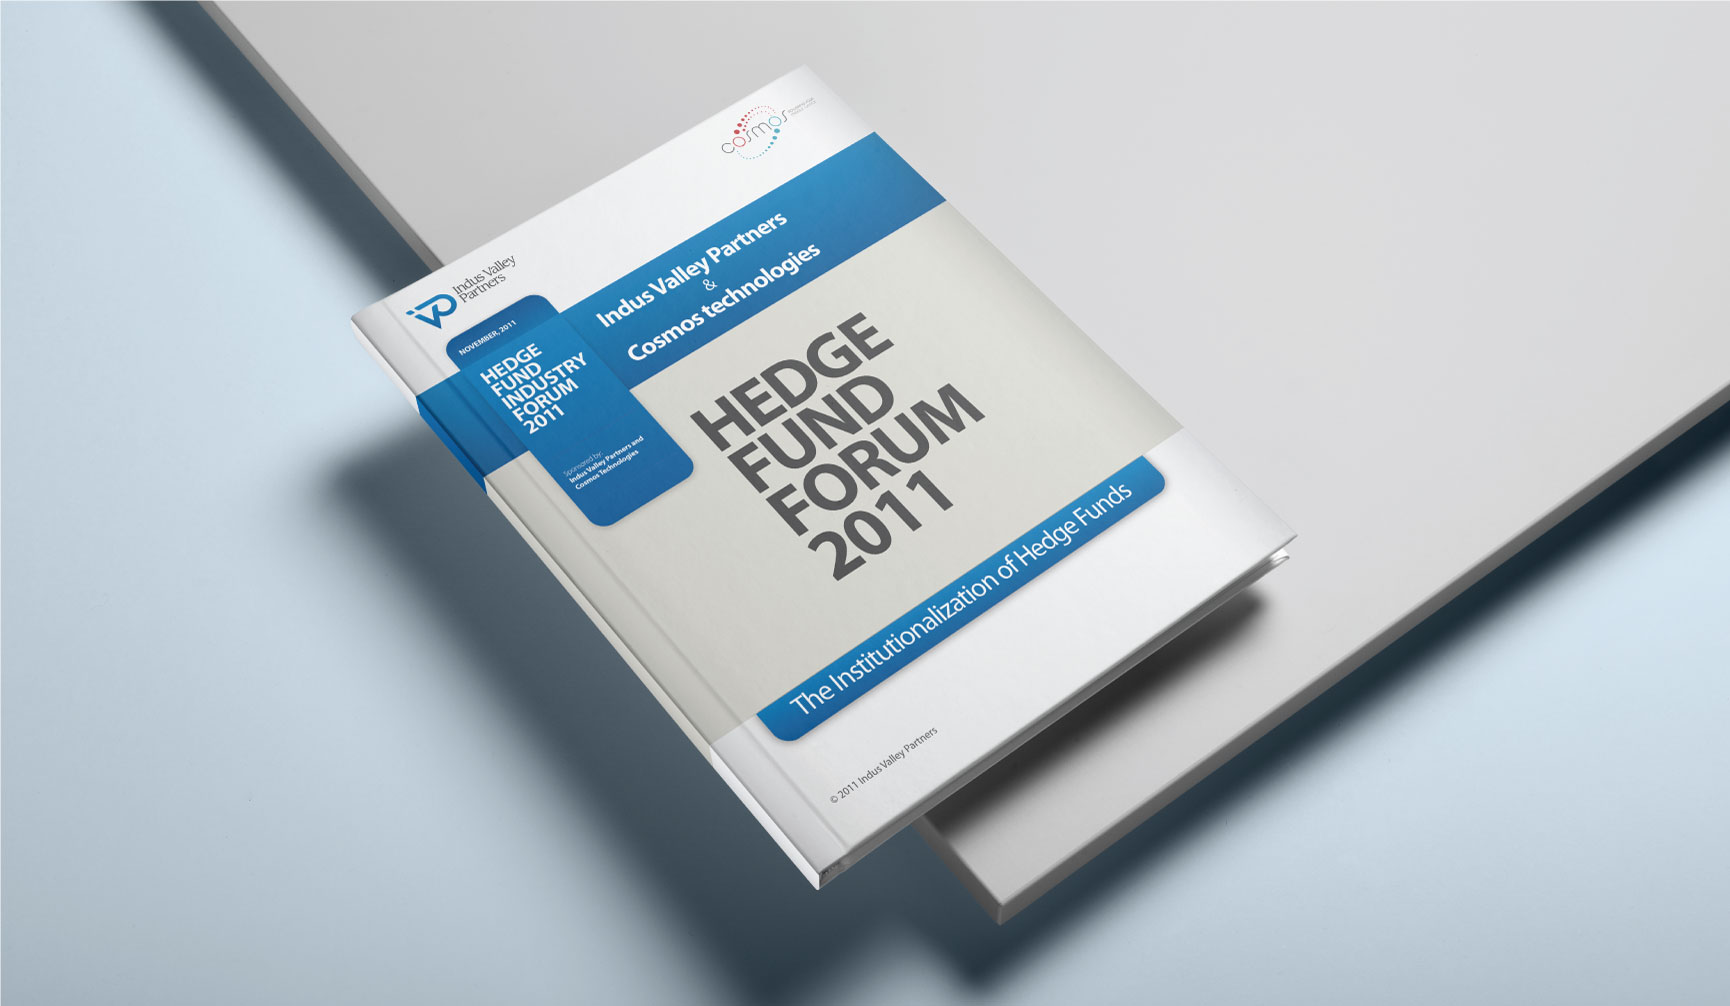 cosmos
Indus Valley
Partners
Indus Valley Partners
&
Cosmos technologies
NOVEMBER, 2011
HEDGE
FUND
INDUSTRY
FORUM
2011
Sponsored by:
Indus Valley Partners and
Cosmos Technologies
HEDGE
FUND
FORUM
2011
The Institutionalization of Hedge Funds
© 2011 Indus Valley Partners